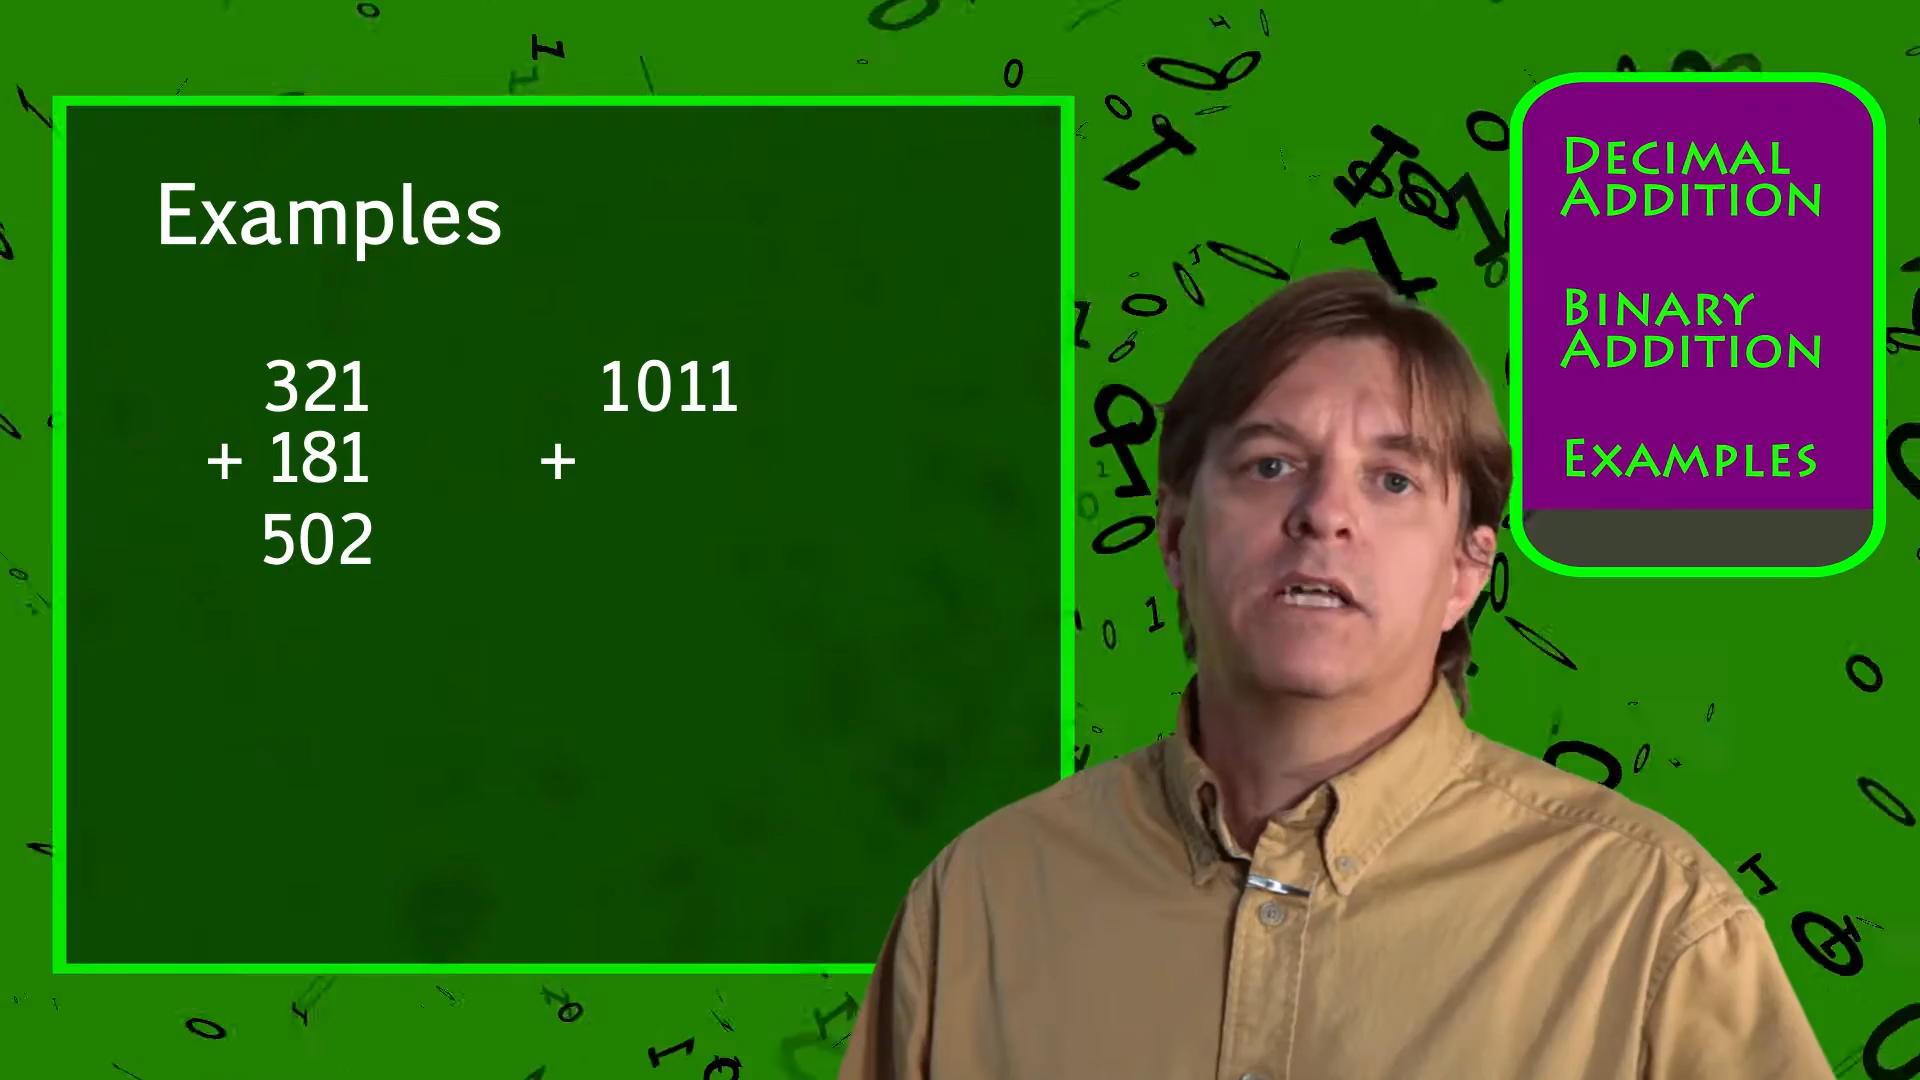 Examples
321
+ 181
502
1011
+
DECIMAL
ADDITION
BINARY
ADDITION
EXAMPLES